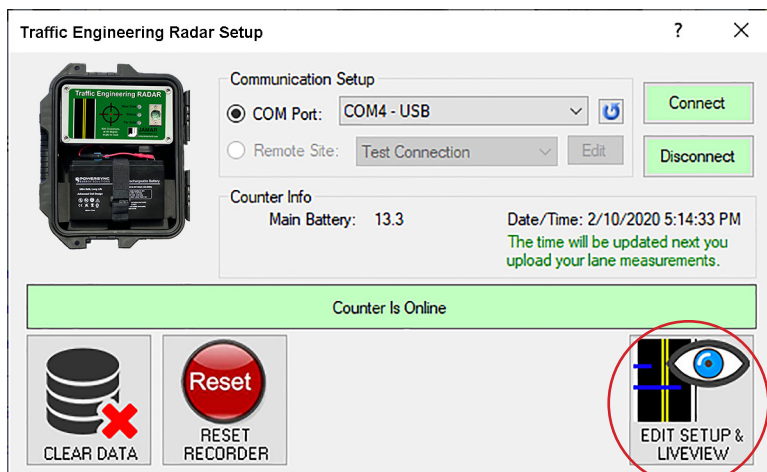 Traffic Engineering Radar Setup
?
Traffic Engineering RADAR
JAMAR
POWERSYNC
Communication Setup
COM Port:
COM4 - USB
Connect
Remote Site:
Test Connection
Edit
Disconnect
Counter Info
Main Battery: 13.3
Date/Time: 2/10/2020 5:14:33 PM
The time will be updated next you
upload your lane measurements.
Counter Is Online
Reset
CLEAR DATA
RESET
RECORDER
EDIT SETUP &
LIVEVIEW